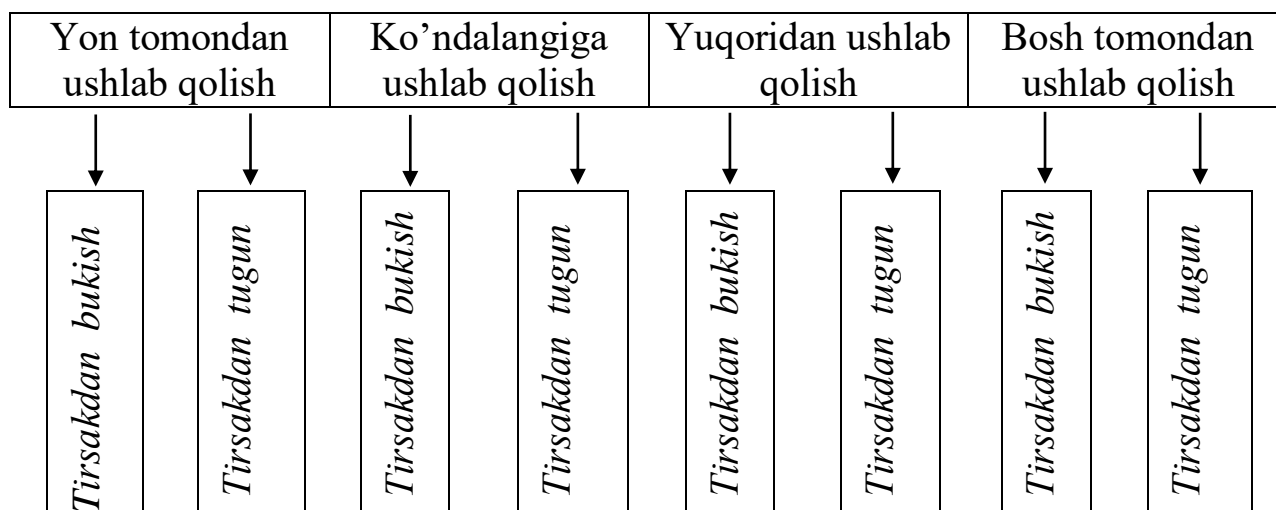 Yon tomondan
ushlab qolish
Ko’ndalangiga
ushlab qolish
Yuqoridan ushlab
qolish
Bosh tomondan
ushlab qolish
Tirsakdan bukish
Tirsakdan tugun
Tirsakdan bukish
Tirsakdan tugun
Tirsakdan bukish
Tirsakdan tugun
Tirsakdan bukish
Tirsakdan tugun